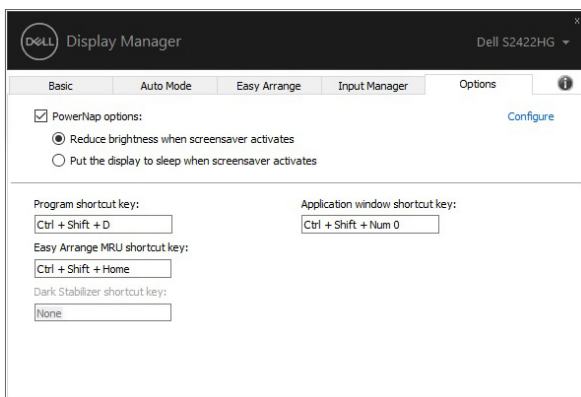 DELL Display Manager
Dell S2422HG
Basic Auto Mode Easy Arrange Input Manager Options
PowerNap options: Configure
Reduce brightness when screensaver activates
Put the display to sleep when screensaver activates
Program shortcut key: Application window shortcut key:
Ctrl + Shift + D Ctrl + Shift + Num 0
Easy Arrange MRU shortcut key:
Ctrl + Shift + Home
Dark Stabilizer shortcut key:
None